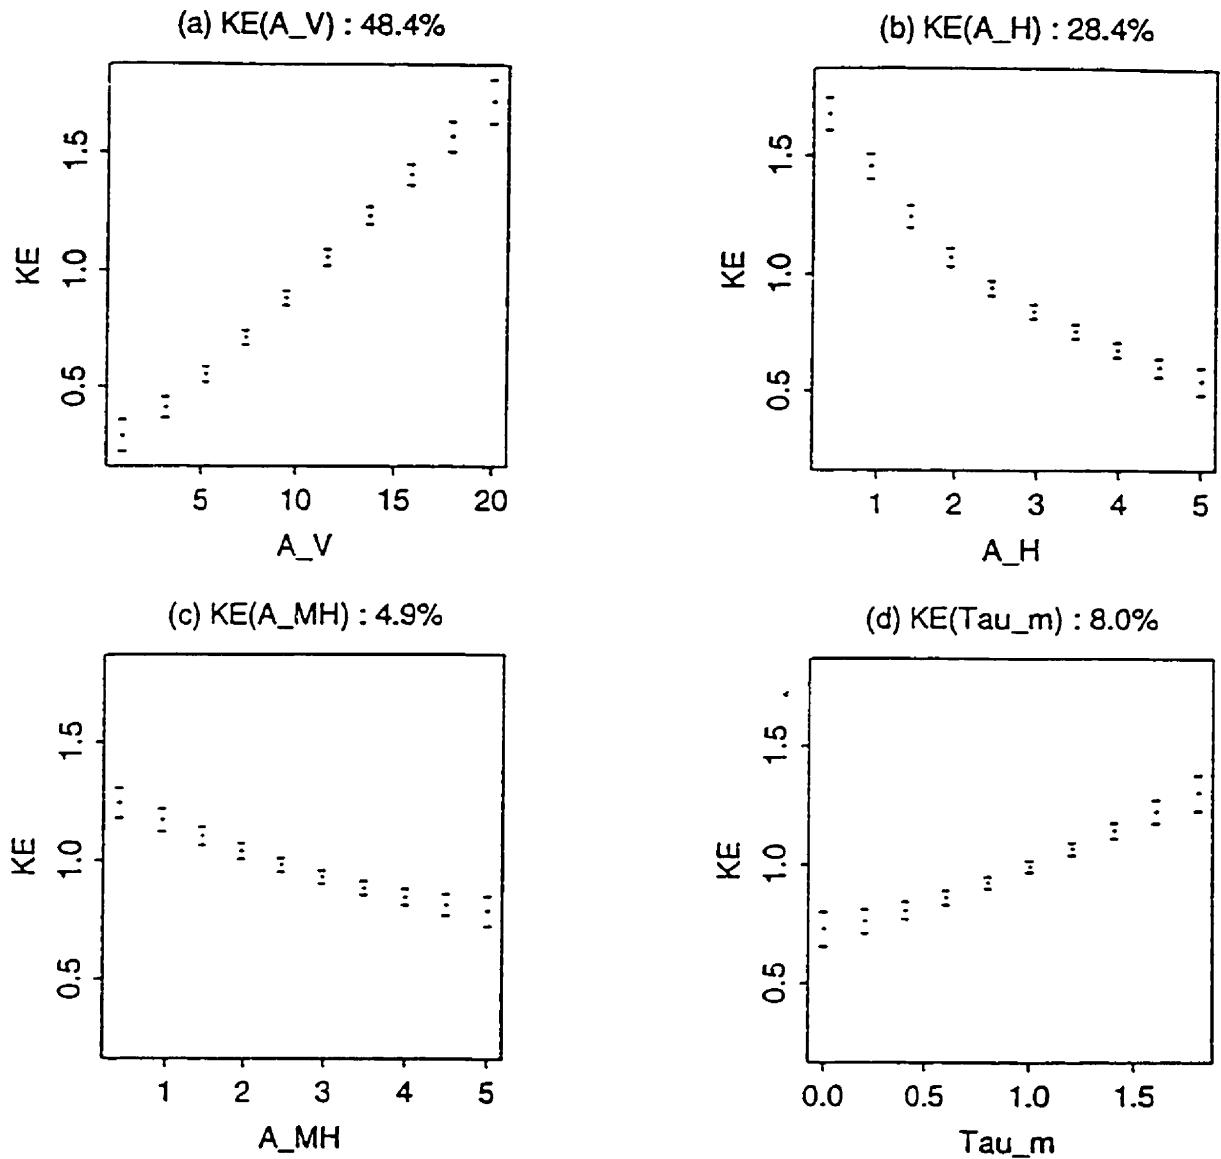 (a) KE(A_V) : 48.4%
KE
0.5 1.0 1.5
5 10 15 20
A_V
(b) KE(A_H) : 28.4%
KE
0.5 1.0 1.5
1 2 3 4 5
A_H
(c) KE(A_MH) : 4.9%
KE
0.5 1.0 1.5
1 2 3 4 5
A_MH
(d) KE(Tau_m) : 8.0%
KE
0.5 1.0 1.5
0.0 0.5 1.0 1.5
Tau_m